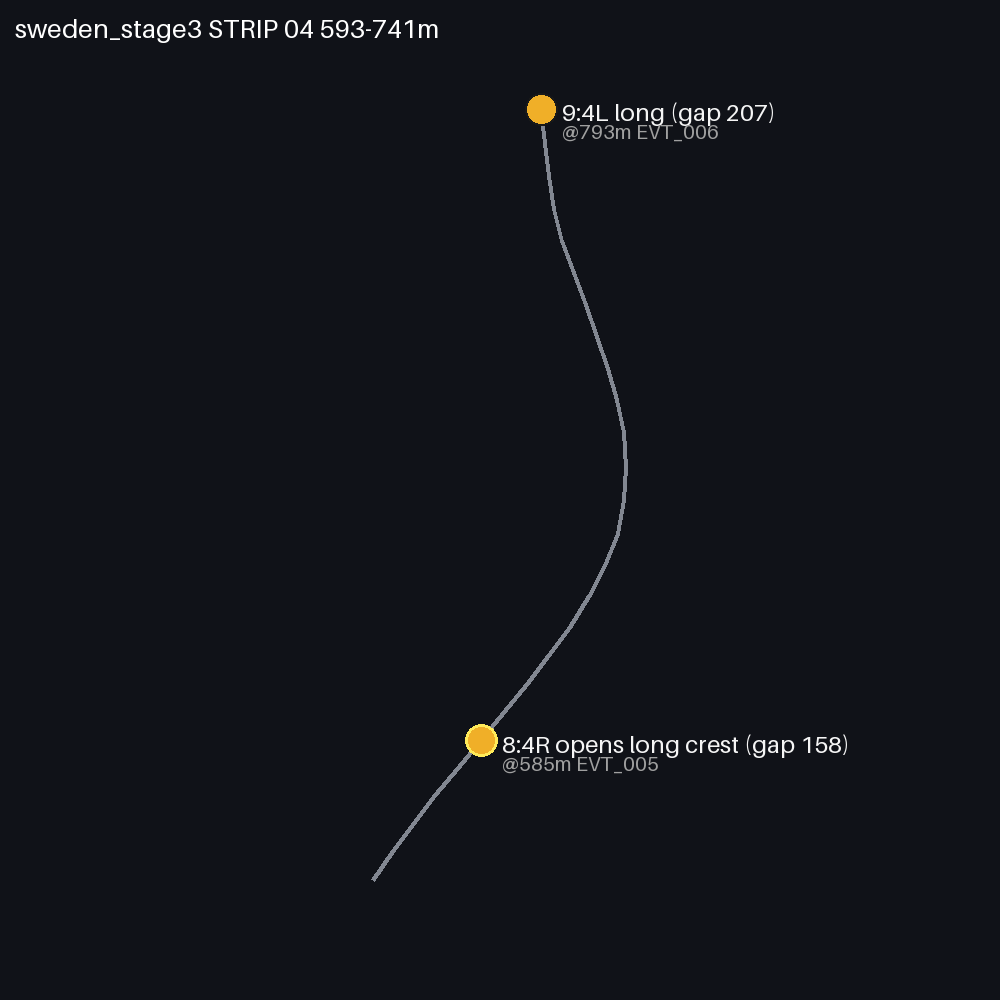 sweden_stage3 STRIP 04 593-741m
9:4L long (gap 207)
@793m EVT_006
8:4R opens long crest (gap 158)
@585m EVT_005